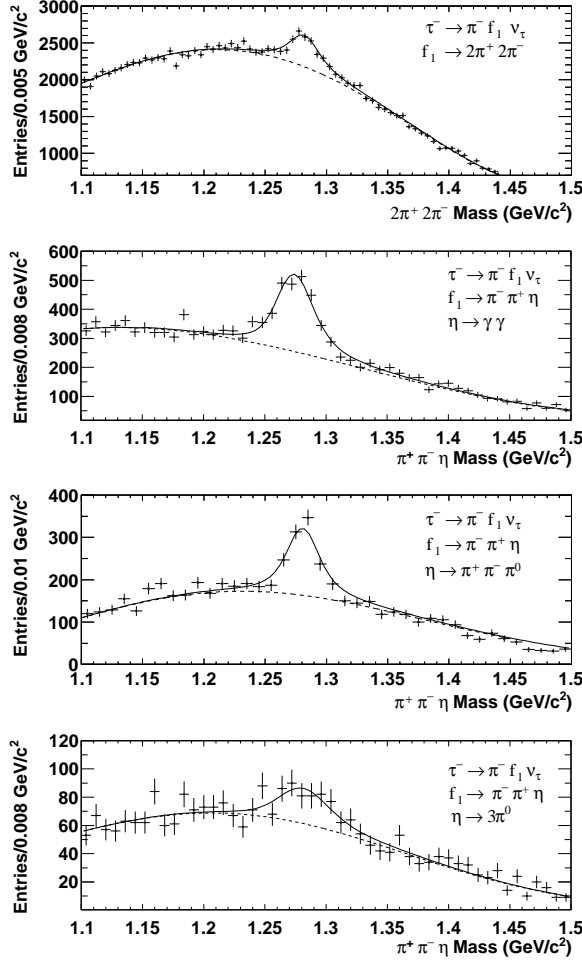 Entries/0.005 GeV/c²
3000
2500
2000
1500
1000
τ⁻ → π⁻ f₁ ν_τ
f₁ → 2π⁺ 2π⁻
1.1 1.15 1.2 1.25 1.3 1.35 1.4 1.45 1.5
2π⁺ 2π⁻ Mass (GeV/c²)
Entries/0.008 GeV/c²
600
500
400
300
200
100
0
τ⁻ → π⁻ f₁ ν_τ
f₁ → π⁻ π⁺ η
η → γ γ
1.1 1.15 1.2 1.25 1.3 1.35 1.4 1.45 1.5
π⁺ π⁻ η Mass (GeV/c²)
Entries/0.01 GeV/c²
400
300
200
100
0
τ⁻ → π⁻ f₁ ν_τ
f₁ → π⁻ π⁺ η
η → π⁺ π⁻ π⁰
1.1 1.15 1.2 1.25 1.3 1.35 1.4 1.45 1.5
π⁺ π⁻ η Mass (GeV/c²)
Entries/0.008 GeV/c²
120
100
80
60
40
20
τ⁻ → π⁻ f₁ ν_τ
f₁ → π⁻ π⁺ η
η → 3π⁰
1.1 1.15 1.2 1.25 1.3 1.35 1.4 1.45 1.5
π⁺ π⁻ η Mass (GeV/c²)